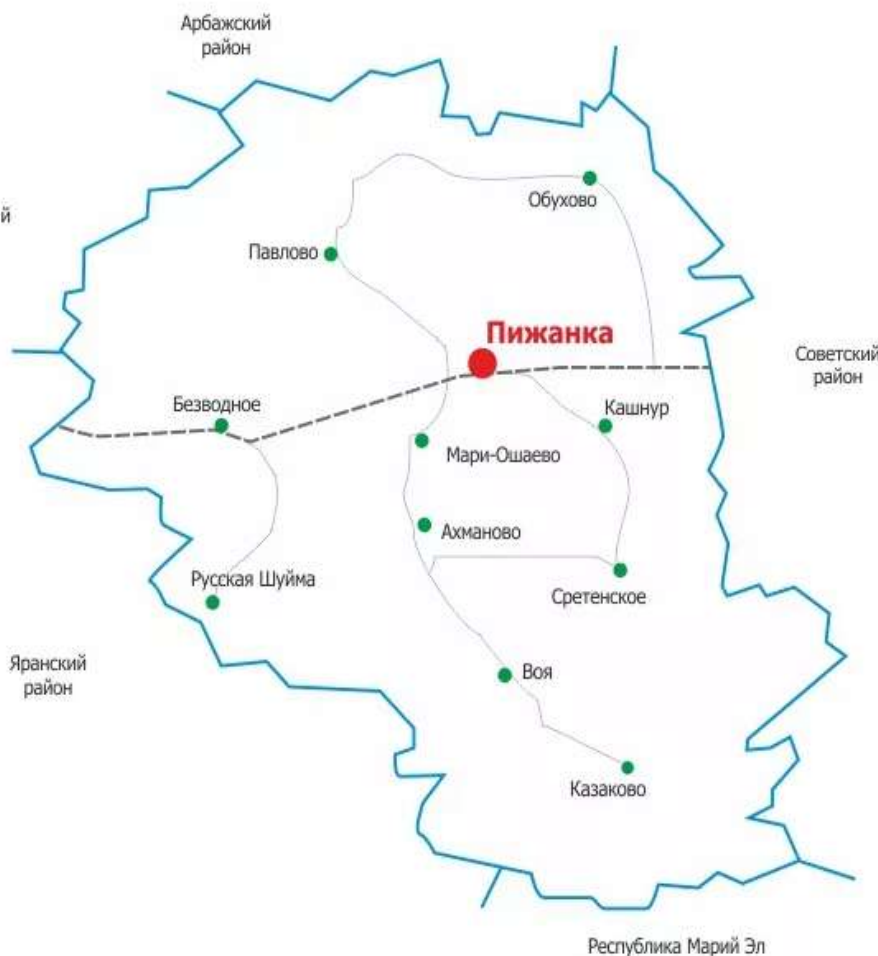 Арбажский
район
й
Обухово
Павлово
Пижанка
Советский
район
Безводное
Кашнур
Мари-Ошаево
Ахманово
Русская Шуйма
Сретенское
Яранский
район
Воя
Казаково
Республика Марий Эл